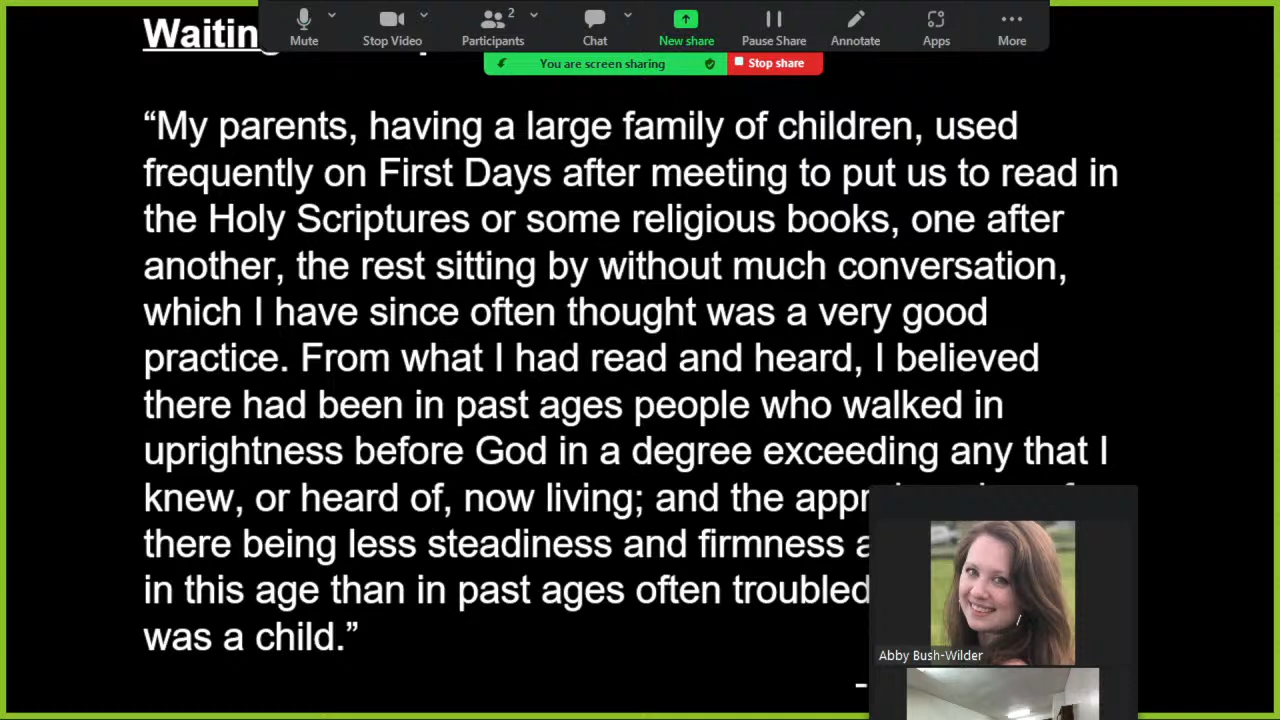 Mute
Stop Video
2
Participants
Chat
New share
Pause Share
Annotate
Apps
More
You are screen sharing
Stop share
“My parents, having a large family of children, used
frequently on First Days after meeting to put us to read in
the Holy Scriptures or some religious books, one after
another, the rest sitting by without much conversation,
which I have since often thought was a very good
practice. From what I had read and heard, I believed
there had been in past ages people who walked in
uprightness before God in a degree exceeding any that I
knew, or heard of, now living; and the
there being less steadiness and firmness
in this age than in past ages often troubled
was a child.”
-
Abby Bush-Wilder